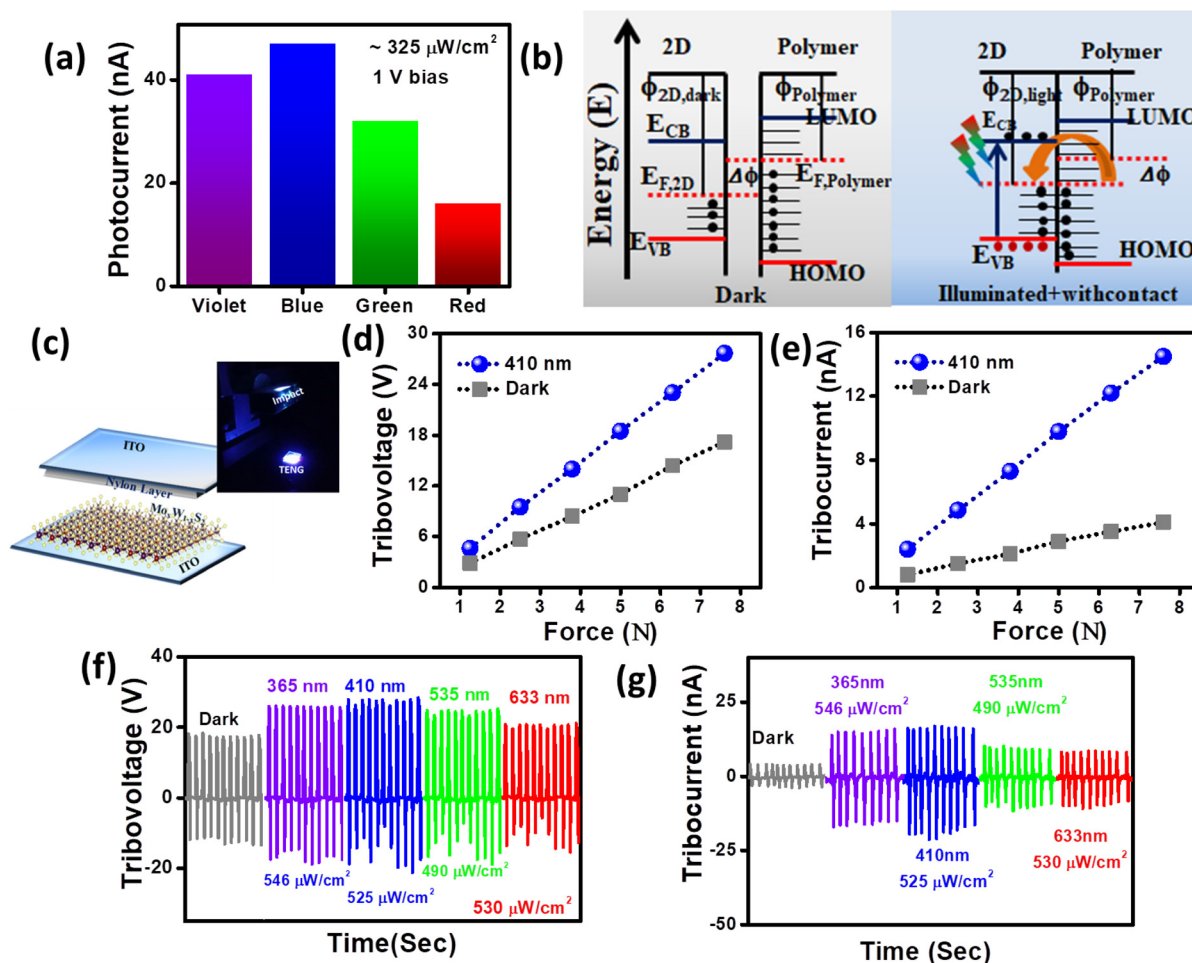 (a)
Photocurrent (nA)
40
20
0
~ 325 μW/cm²
1 V bias
Violet Blue Green Red
(b)
Energy (E)
2D Polymer
ϕ2D,dark ϕPolymer
LUMO
ECB
EF,2D Δϕ EF,Polymer
EVB
HOMO
Dark
2D Polymer
ϕ2D,light ϕPolymer
ECB LUMO
Δϕ
EVB HOMO
Illuminated+withcontact
(c)
ITO
Nylon Layer
MoxW1-xS2
ITO
Impact
TENG
(d)
Tribovoltage (V)
30
24
18
12
6
0
410 nm
Dark
1 2 3 4 5 6 7 8
Force (N)
(e)
Tribocurrent (nA)
16
12
8
4
0
410 nm
Dark
1 2 3 4 5 6 7 8
Force (N)
(f)
Tribovoltage (V)
40
20
0
-20
Dark
365 nm 410 nm 535 nm 633 nm
546 μW/cm²
525 μW/cm²
490 μW/cm²
530 μW/cm²
Time(Sec)
(g)
Tribocurrent (nA)
25
0
-25
-50
Dark
365nm
546 μW/cm²
535nm
490 μW/cm²
410nm
525 μW/cm²
633nm
530 μW/cm²
Time (Sec)